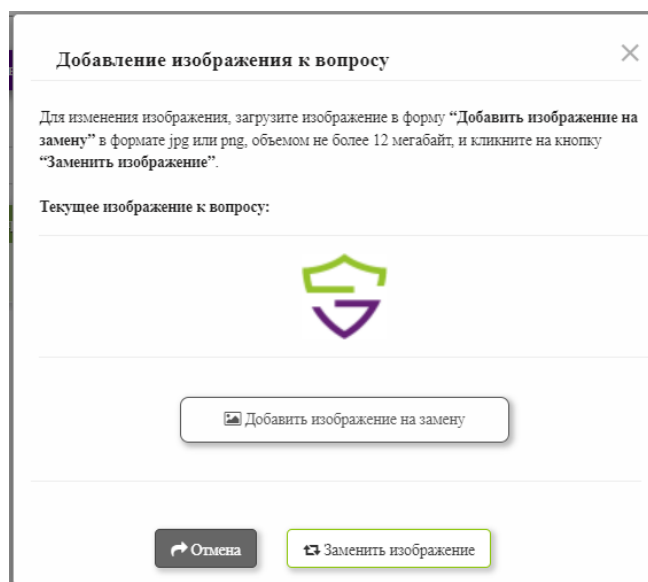 Добавление изображения к вопросу
Для изменения изображения, загрузите изображение в форму “Добавить изображение на
замену” в формате jpg или png, объемом не более 12 мегабайт, и кликните на кнопку
“Заменить изображение”.
Текущее изображение к вопросу:
Добавить изображение на замену
Отмена
Заменить изображение